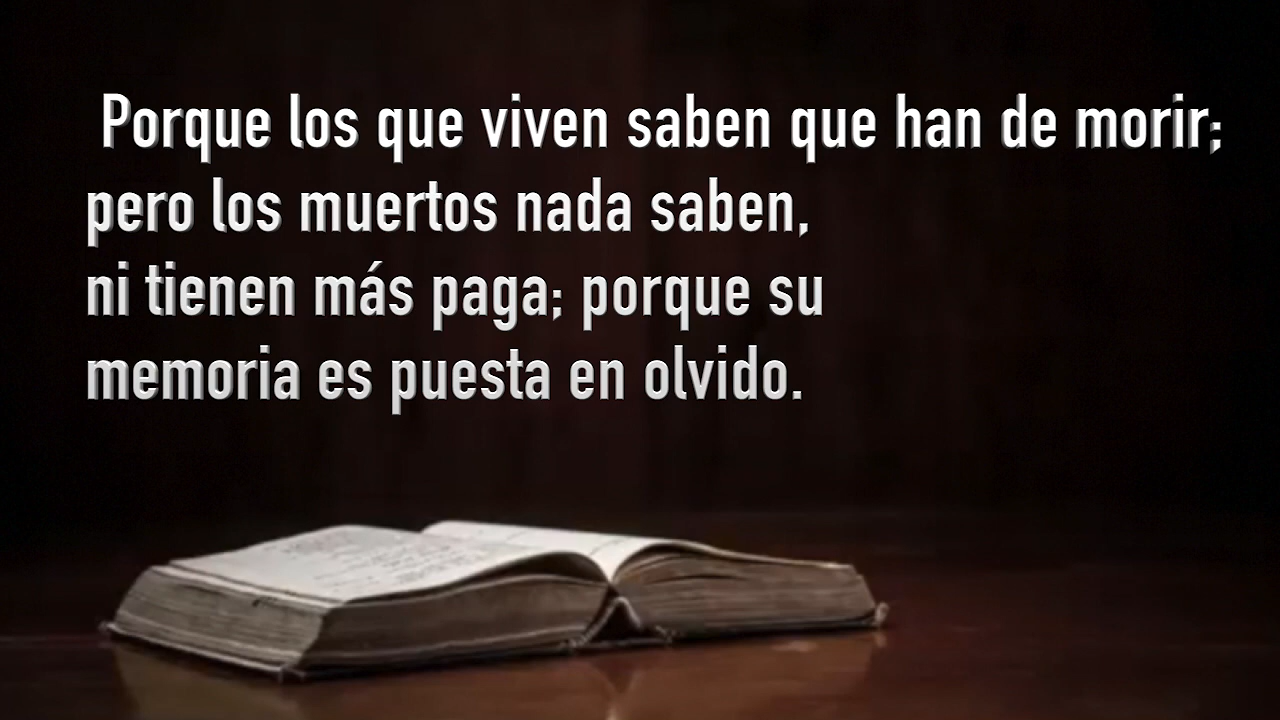 Porque los que viven saben que han de morir;
pero los muertos nada saben,
ni tienen más paga; porque su
memoria es puesta en olvido.